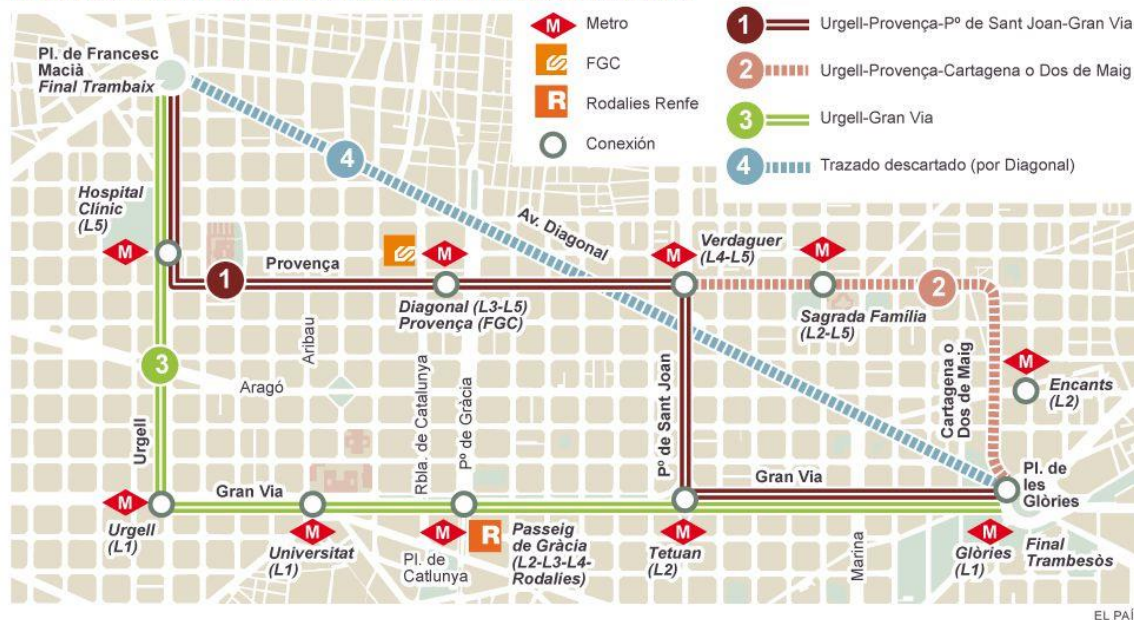 Metro
FGC
R
Rodalies Renfe
Conexión
1
Urgell-Provença-Pº de Sant Joan-Gran Via
2
Urgell-Provença-Cartagena o Dos de Maig
3
Urgell-Gran Via
4
Trazado descartado (por Diagonal)
M
Pl. de Francesc
Macià
Final Trambaix
4
Av. Diagonal
Hospital
Clínic
(L5)
M
1
Provença
M
Diagonal (L3-L5)
Provença (FGC)
M
Verdaguer
(L4-L5)
M
Sagrada Família
(L2-L5)
2
Cartagena o
Dos de Maig
M
Encants
(L2)
3
Aribau
Aragó
Rbla. de Catalunya
Pº de Gràcia
Pº de Sant Joan
Urgell
Gran Via
Gran Via
Pl. de
les
Glòries
M
Urgell
(L1)
M
Universitat
(L1)
M
Pl. de
Catlunya
R
Passeig
de Gràcia
(L2-L3-L4-
Rodalies)
M
Tetuan
(L2)
Marina
M
Glòries
(L1)
Final
Trambesòs
EL PAÍ